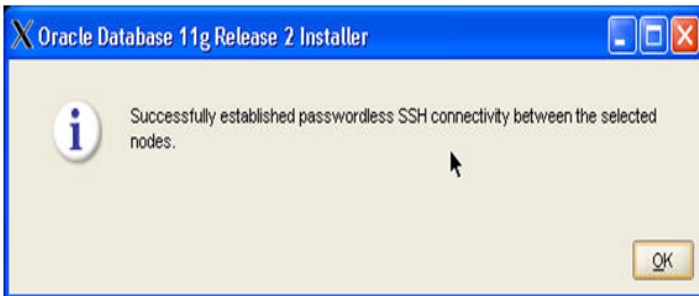 Oracle Database 11g Release 2 Installer
Successfully established passwordless SSH connectivity between the selected
nodes.
OK